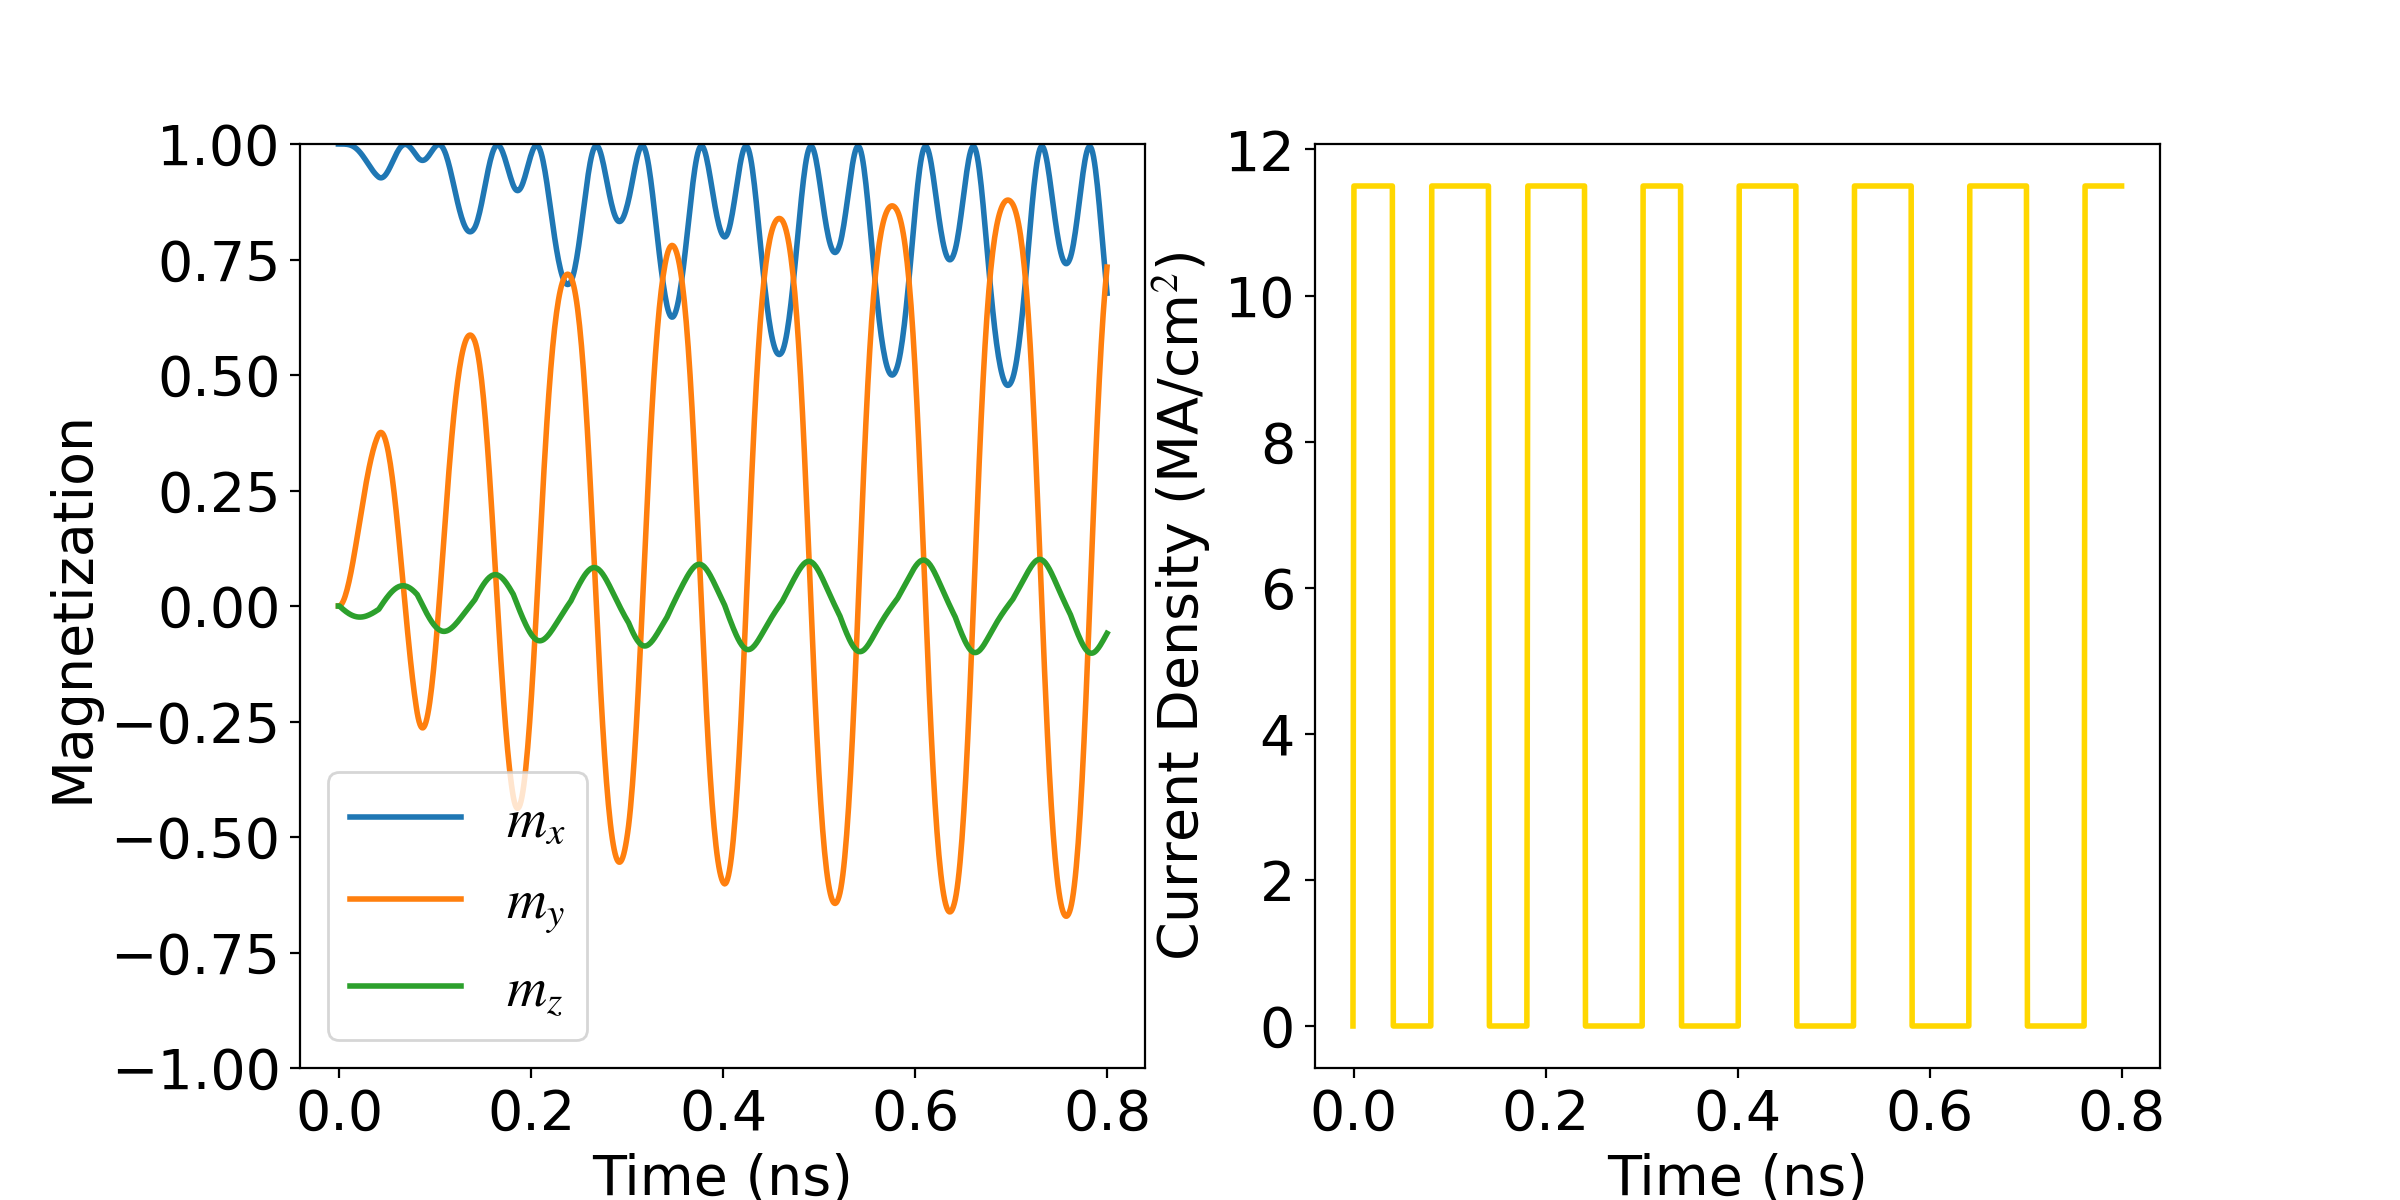 1.00
0.75
0.50
0.25
0.00
−0.25
−0.50
−0.75
−1.00
Magnetization
m_x
m_y
m_z
0.0 0.2 0.4 0.6 0.8
Time (ns)
12
10
8
6
4
2
0
Current Density (MA/cm²)
0.0 0.2 0.4 0.6 0.8
Time (ns)